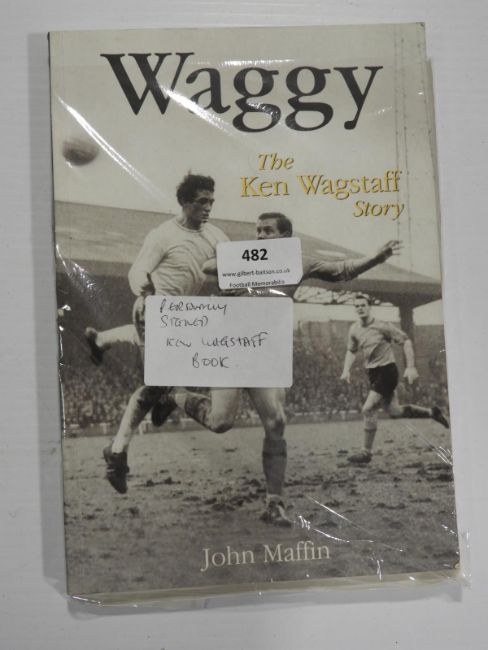 Waggy
The
Ken Wagstaff
Story
482
www.gilbert-baitson.co.uk
Football Memorabilia
PERSONALLY
SIGNED
KEN WAGSTAFF
BOOK.
John Maffin